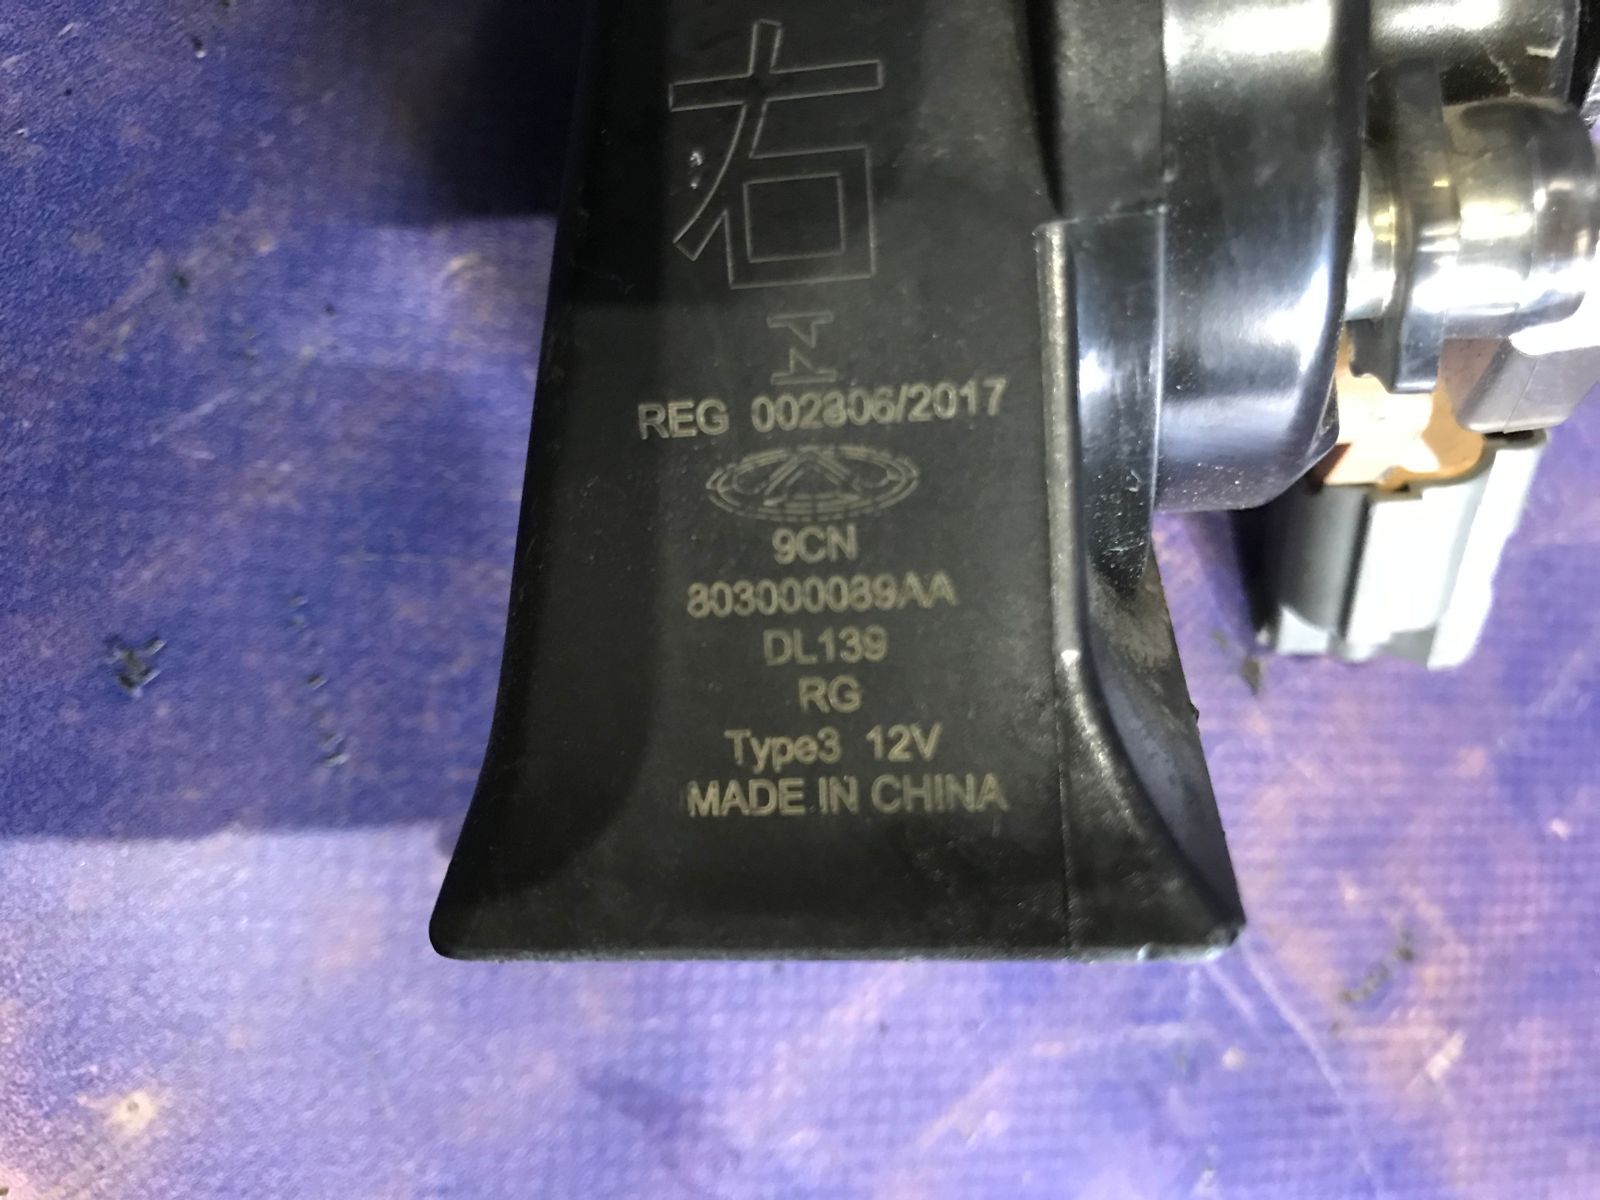 右
REG 002806/2017
9CN
803000089AA
DL139
RG
Type3 12V
MADE IN CHINA